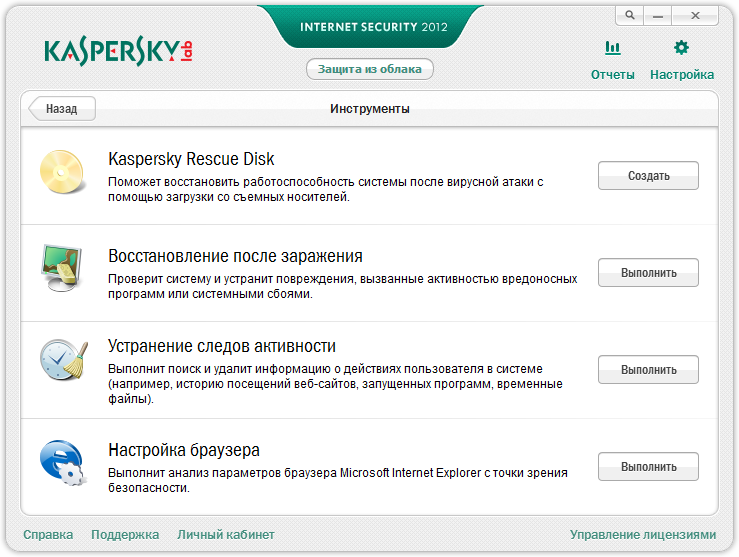 INTERNET SECURITY 2012
KASPERSKY lab
Защита из облака
Отчеты
Настройка
Назад
Инструменты
Kaspersky Rescue Disk
Поможет восстановить работоспособность системы после вирусной атаки с
помощью загрузки со съемных носителей.
Создать
Восстановление после заражения
Проверит систему и устранит повреждения, вызванные активностью вредоносных
программ или системными сбоями.
Выполнить
Устранение следов активности
Выполнит поиск и удалит информацию о действиях пользователя в системе
(например, историю посещений веб-сайтов, запущенных программ, временные
файлы).
Выполнить
Настройка браузера
Выполнит анализ параметров браузера Microsoft Internet Explorer с точки зрения
безопасности.
Выполнить
Справка
Поддержка
Личный кабинет
Управление лицензиями